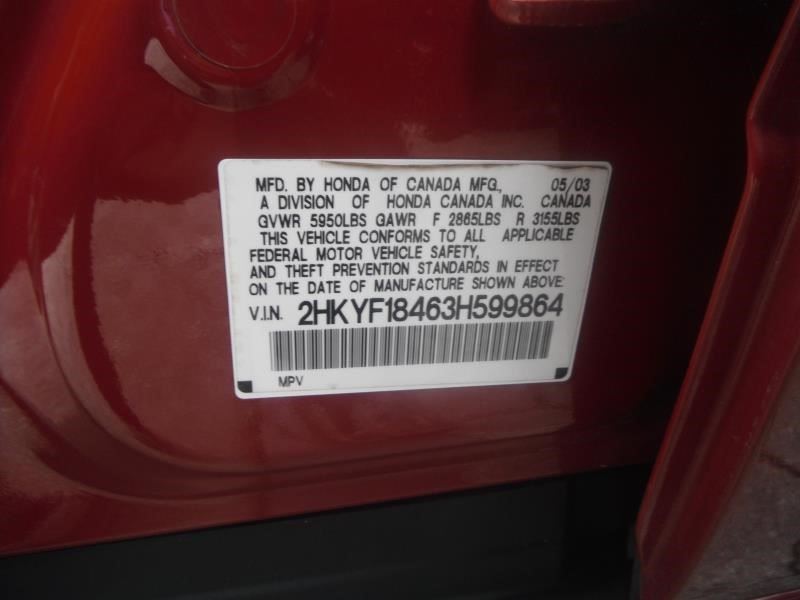 MFD. BY HONDA OF CANADA MFG., 05/03
A DIVISION OF HONDA CANADA INC. CANADA
GVWR 5950LBS GAWR F 2865LBS R 3155LBS
THIS VEHICLE CONFORMS TO ALL APPLICABLE
FEDERAL MOTOR VEHICLE SAFETY,
AND THEFT PREVENTION STANDARDS IN EFFECT
ON THE DATE OF MANUFACTURE SHOWN ABOVE:
V.I.N. 2HKYF18463H599864
MPV